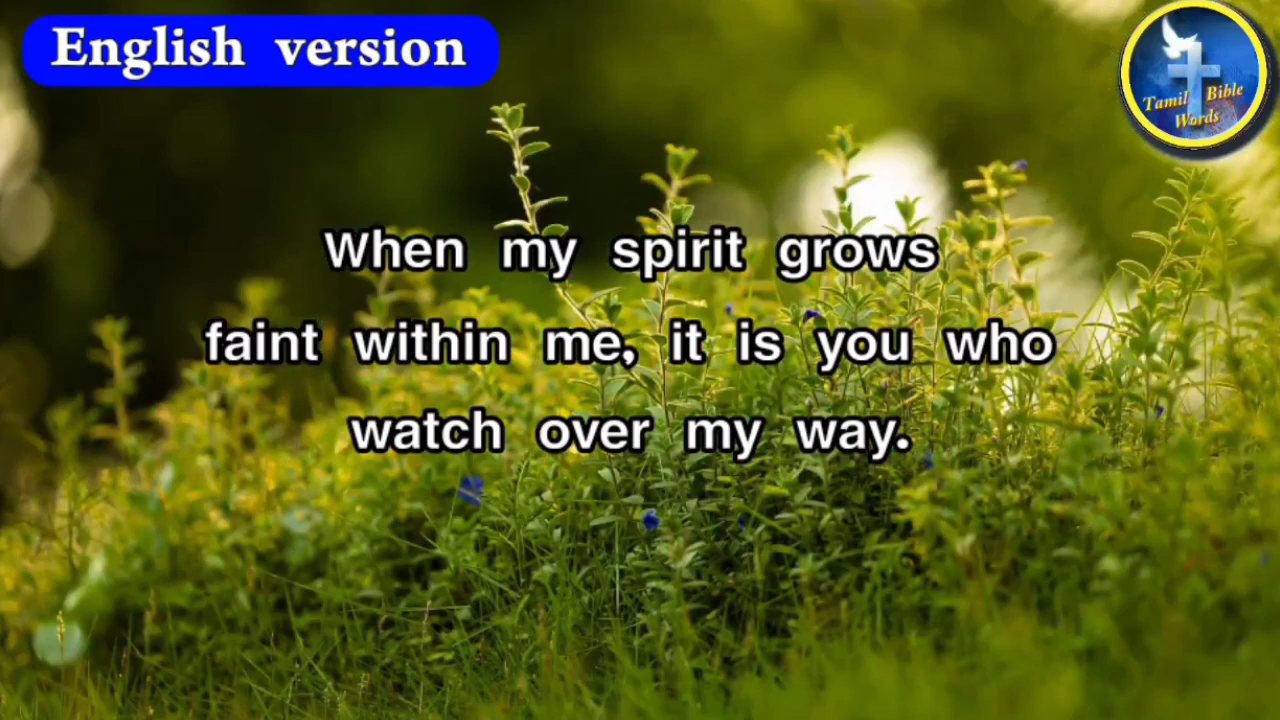 English version
Tamil Bible
Words
When my spirit grows
faint within me, it is you who
watch over my way.